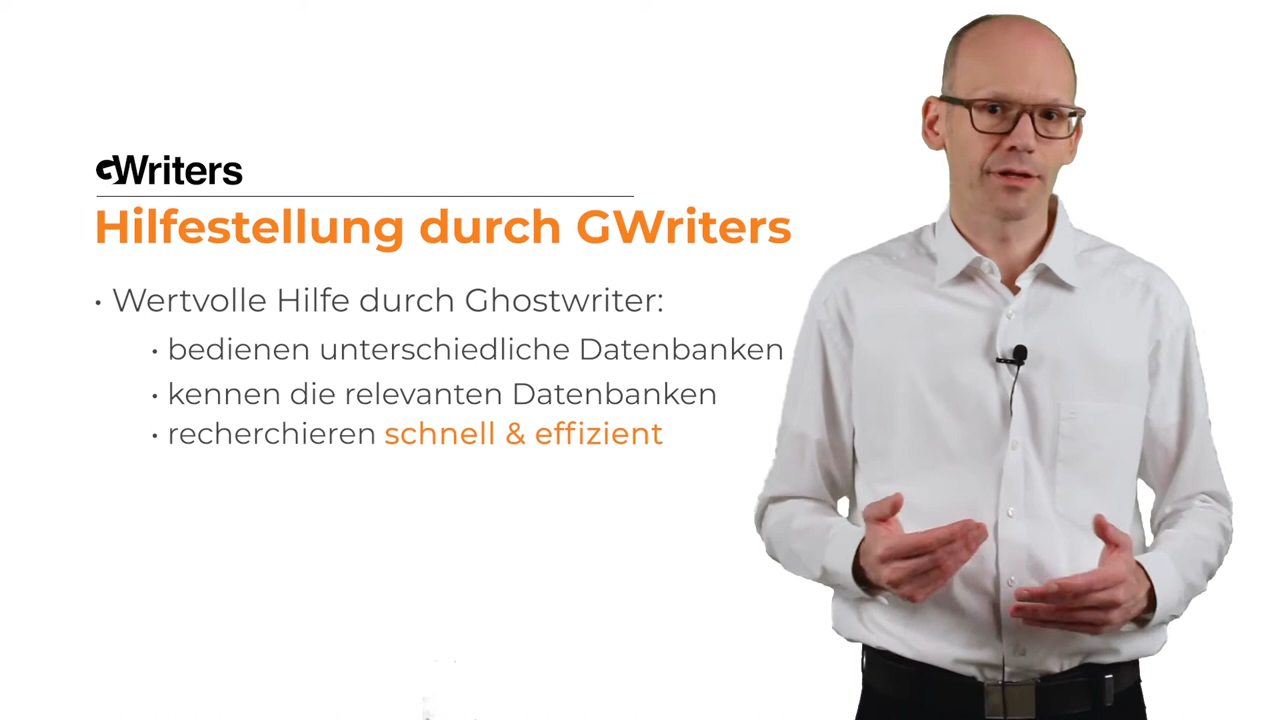 GWriters
Hilfestellung durch GWriters
• Wertvolle Hilfe durch Ghostwriter:
• bedienen unterschiedliche Datenbanken
• kennen die relevanten Datenbanken
• recherchieren schnell & effizient